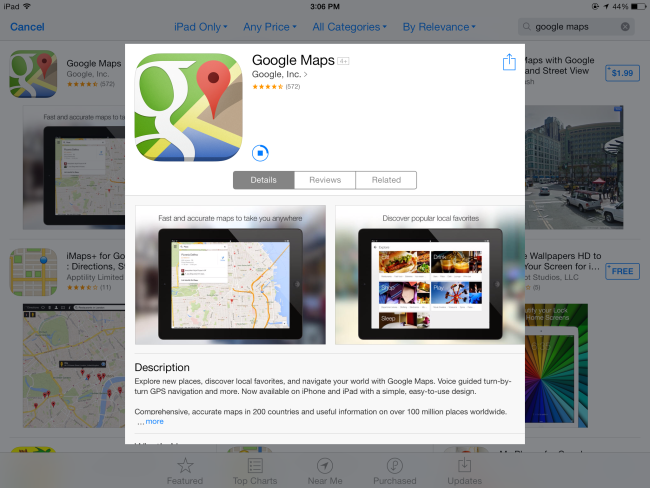 iPad
3:06 PM
44%
Cancel
iPad Only
Any Price
All Categories
By Relevance
google maps
Google Maps
Google, Inc.
(572)
Google Maps 4+
Google, Inc. >
(572)
Maps with
and Street View
$1.99
Details
Reviews
Related
Fast and accurate maps to take you anywhere
Fast and accurate maps to take you anywhere
Discover popular local favorites
Explore
Eat
Drink
Shop
Play
Sleep
iMaps+ for Go
: Directions, S
Apptility Limited
(11)
e Wallpapers HD to
Your Screen for i...
ot Studios, LLC
FREE
Description
Explore new places, discover local favorites, and navigate your world with Google Maps. Voice guided turn-by-
turn GPS navigation and more. Now available on iPhone and iPad with a simple, easy-to-use design.
Comprehensive, accurate maps in 200 countries and useful information on over 100 million places worldwide.
...more
Featured
Top Charts
Near Me
Purchased
Updates